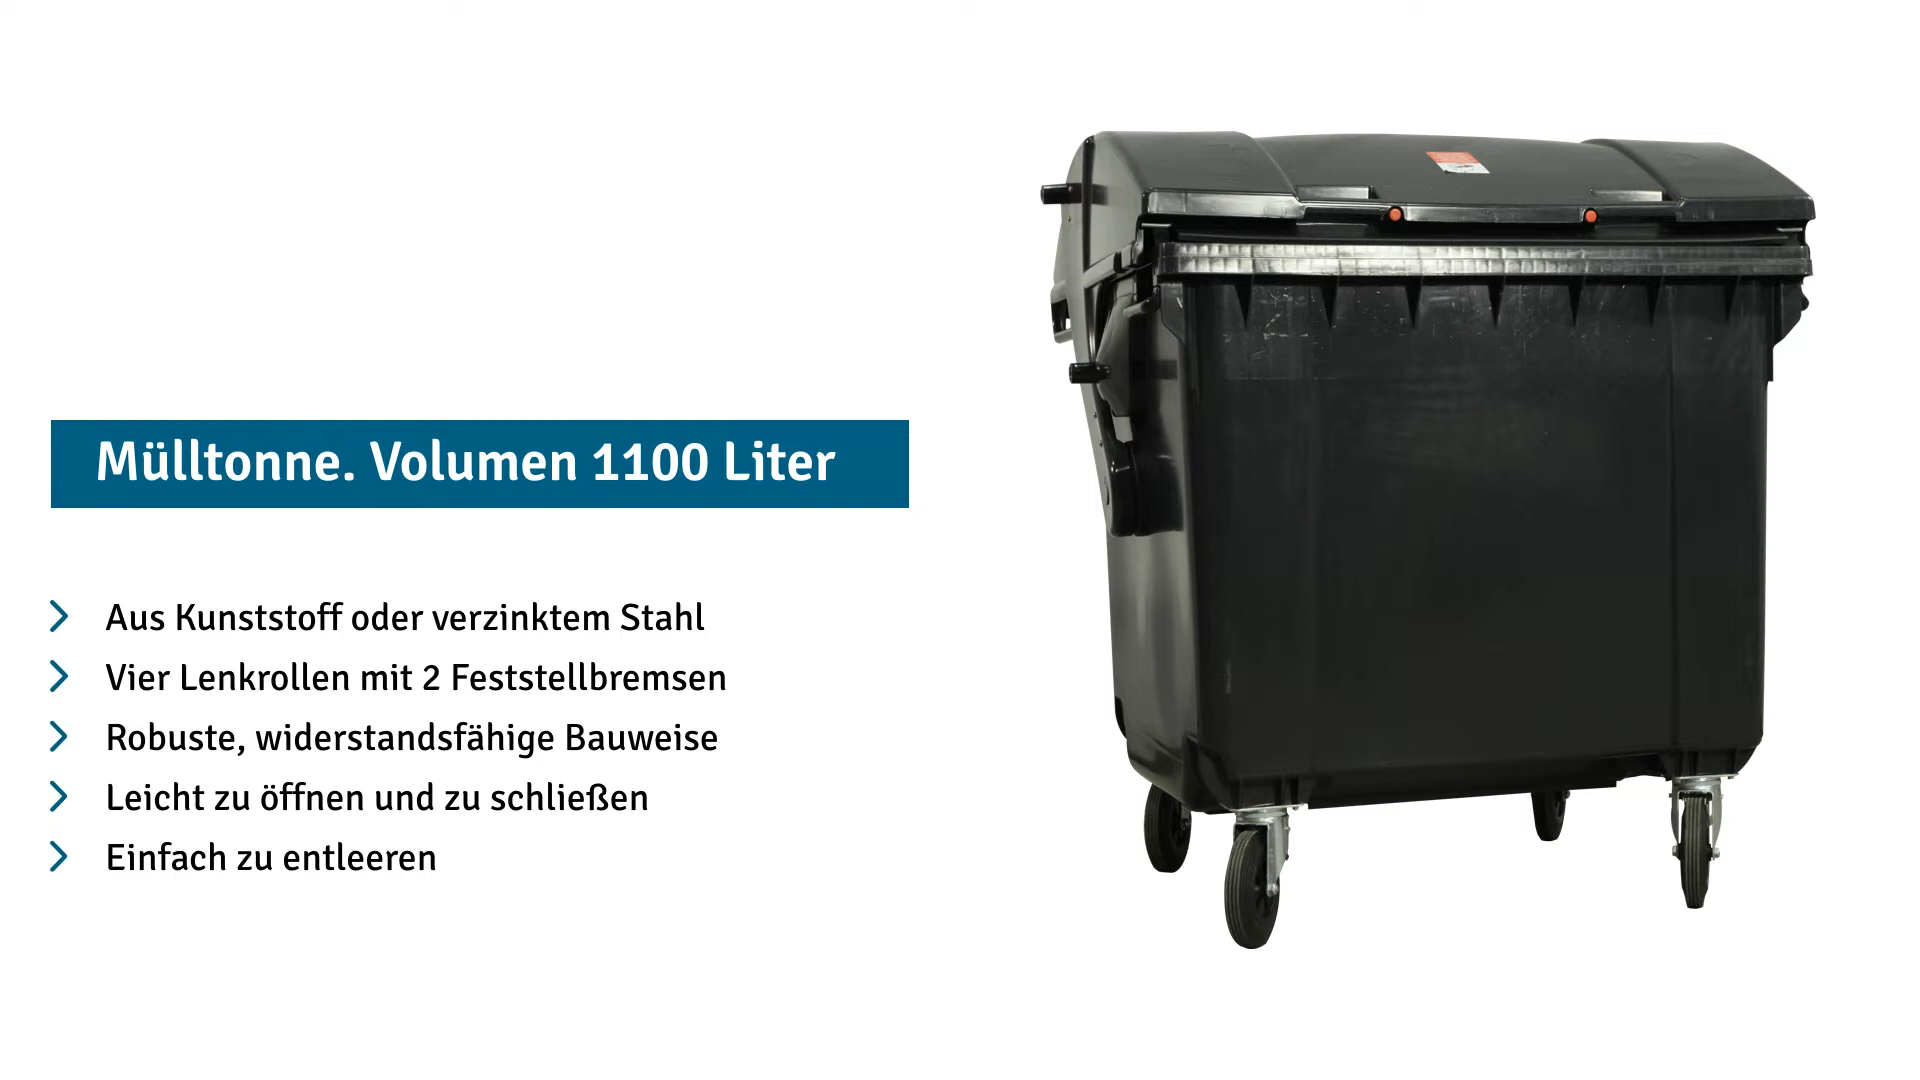 Mülltonne. Volumen 1100 Liter
Aus Kunststoff oder verzinktem Stahl
Vier Lenkrollen mit 2 Feststellbremsen
Robuste, widerstandsfähige Bauweise
Leicht zu öffnen und zu schließen
Einfach zu entleeren